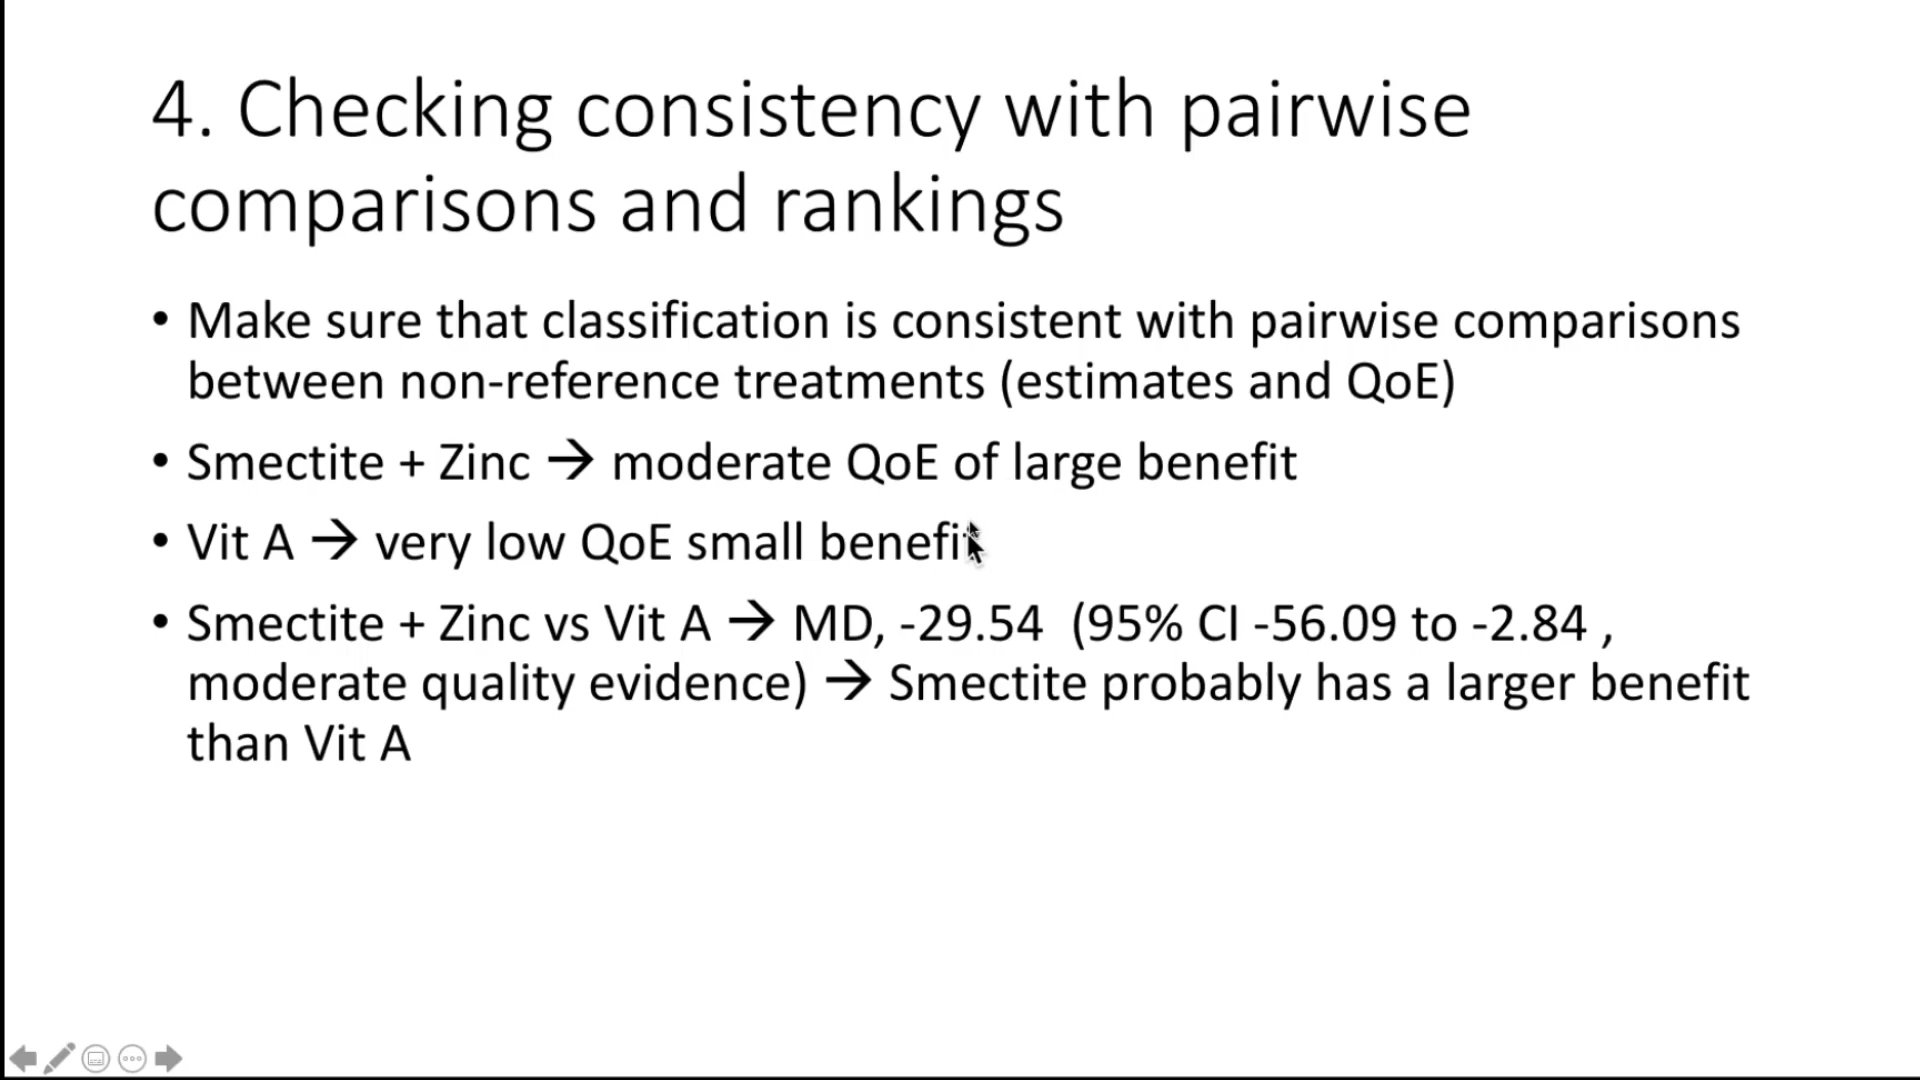 4. Checking consistency with pairwise
comparisons and rankings
• Make sure that classification is consistent with pairwise comparisons
between non-reference treatments (estimates and QoE)
• Smectite + Zinc → moderate QoE of large benefit
• Vit A → very low QoE small benefit
• Smectite + Zinc vs Vit A → MD, -29.54 (95% CI -56.09 to -2.84 ,
moderate quality evidence) → Smectite probably has a larger benefit
than Vit A